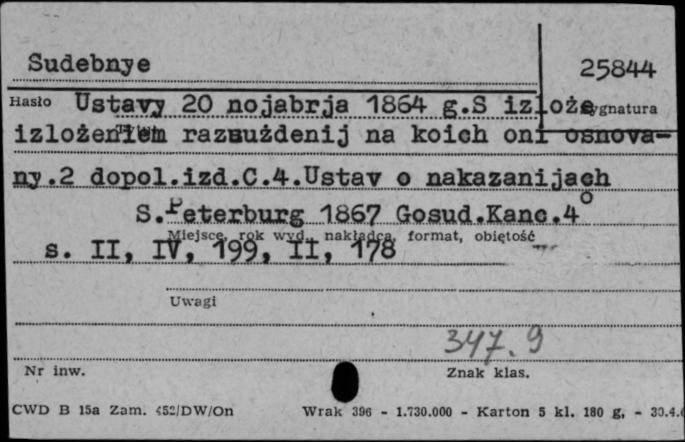 Sudebnye
25844
Hasło Ustavy 20 nojabrja 1864 g.S izloże
Sygnatura
izlożeniem razsużdenij na koich oni osnova-
ny.2 dopol.izd.C.4.Ustav o nakazanijach
S.Peterburg 1867 Gosud.Kanc.4°
Miejsce, rok wyd., nakładca, format, objętość
s. II, IV, 199, II, 178
Uwagi
347.9
Nr inw.
Znak klas.
CWD B 15a Zam. 452/DW/On Wrak 396 - 1.730.000 - Karton 5 kl. 180 g, - 30.4.